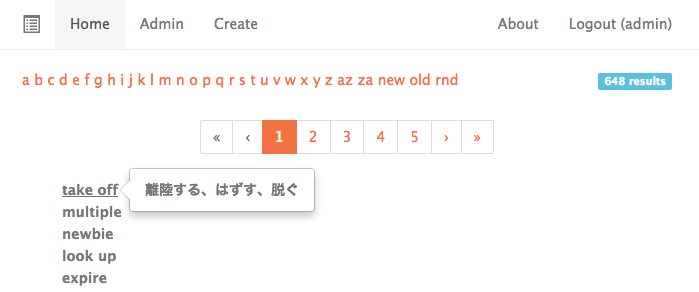 Home Admin Create About Logout (admin)
a b c d e f g h i j k l m n o p q r s t u v w x y z az za new old rnd 648 results
« ‹ 1 2 3 4 5 › »
take off 離陸する、はずす、脱ぐ
multiple
newbie
look up
expire